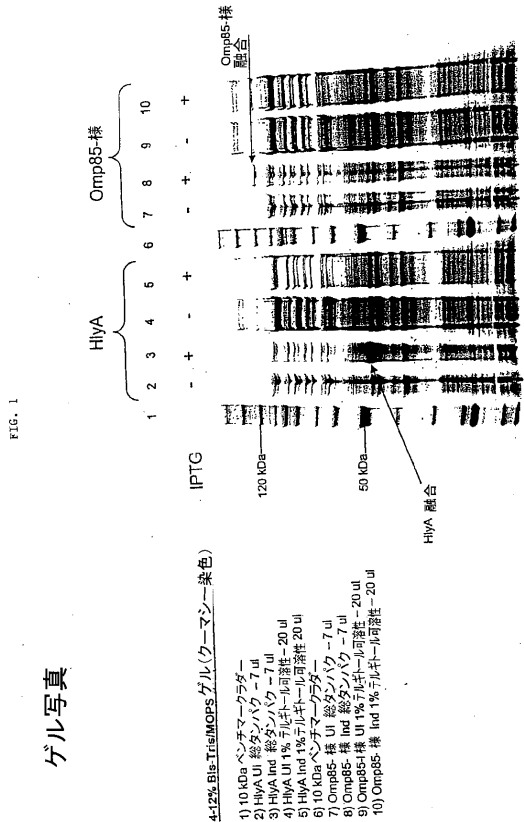 FIG. 1
ゲル写真
4-12% Bis-Tris/MOPS ゲル(クーマシー染色)
1) 10 kDa ベンチマークラダー
2) HlyA UI 総タンパク - 7 ul
3) HlyA Ind 総タンパク - 7 ul
4) HlyA UI 1% テルギトール可溶性 - 20 ul
5) HlyA Ind 1% テルギトール可溶性 20 ul
6) 10 kDa ベンチマークラダー
7) Omp85- 様 UI 総タンパク - 7 ul
8) Omp85- 様 Ind 総タンパク - 7 ul
9) Omp85-l 様 UI 1% テルギトール可溶性 - 20 ul
10) Omp85- 様 Ind 1% テルギトール可溶性 - 20 ul
HlyA
Omp85-様
1 2 3 4 5 6 7 8 9 10
IPTG - + - + - + - +
Omp85-様
融合
120 kDa
50 kDa
HlyA 融合